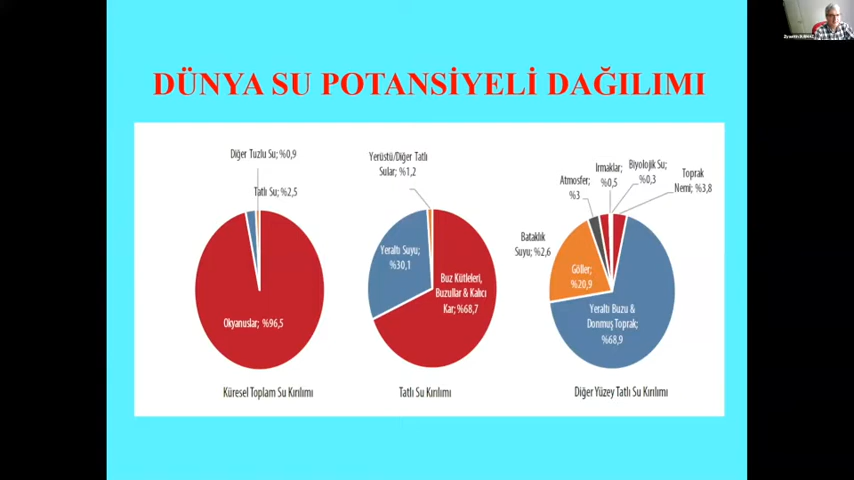 DÜNYA SU POTANSİYELİ DAĞILIMI
Diğer Tuzlu Su; %0,9
Tatlı Su; %2,5
Okyanuslar; %96,5
Küresel Toplam Su Kırılımı
Yerüstü/Diğer Tatlı
Sular; %1,2
Yeraltı Suyu;
%30,1
Buz Kütleleri,
Buzullar & Kalıcı
Kar; %68,7
Tatlı Su Kırılımı
Atmosfer;
%3
Irmaklar;
%0,5
Biyolojik Su;
%0,3
Toprak
Nemi; %3,8
Bataklık
Suyu; %2,6
Göller;
%20,9
Yeraltı Buzu &
Donmuş Toprak;
%68,9
Diğer Yüzey Tatlı Su Kırılımı